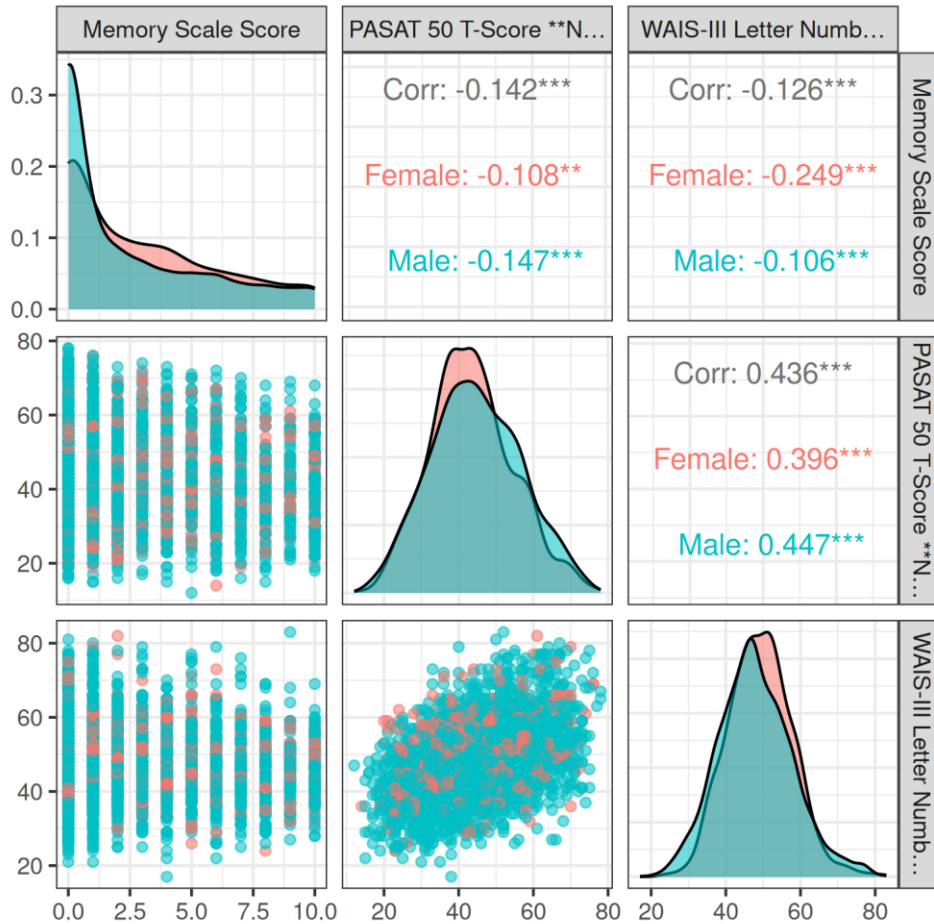 Memory Scale Score
PASAT 50 T-Score **N…
WAIS-III Letter Numb…
0.3
0.2
0.1
0.0
Corr: -0.142***
Female: -0.108**
Male: -0.147***
Corr: -0.126***
Female: -0.249***
Male: -0.106***
Memory Scale Score
80
60
40
20
Corr: 0.436***
Female: 0.396***
Male: 0.447***
PASAT 50 T-Score **N…
80
60
40
20
WAIS-III Letter Numb…
0.0 2.5 5.0 7.5 10.0
20 40 60 80
20 40 60 80